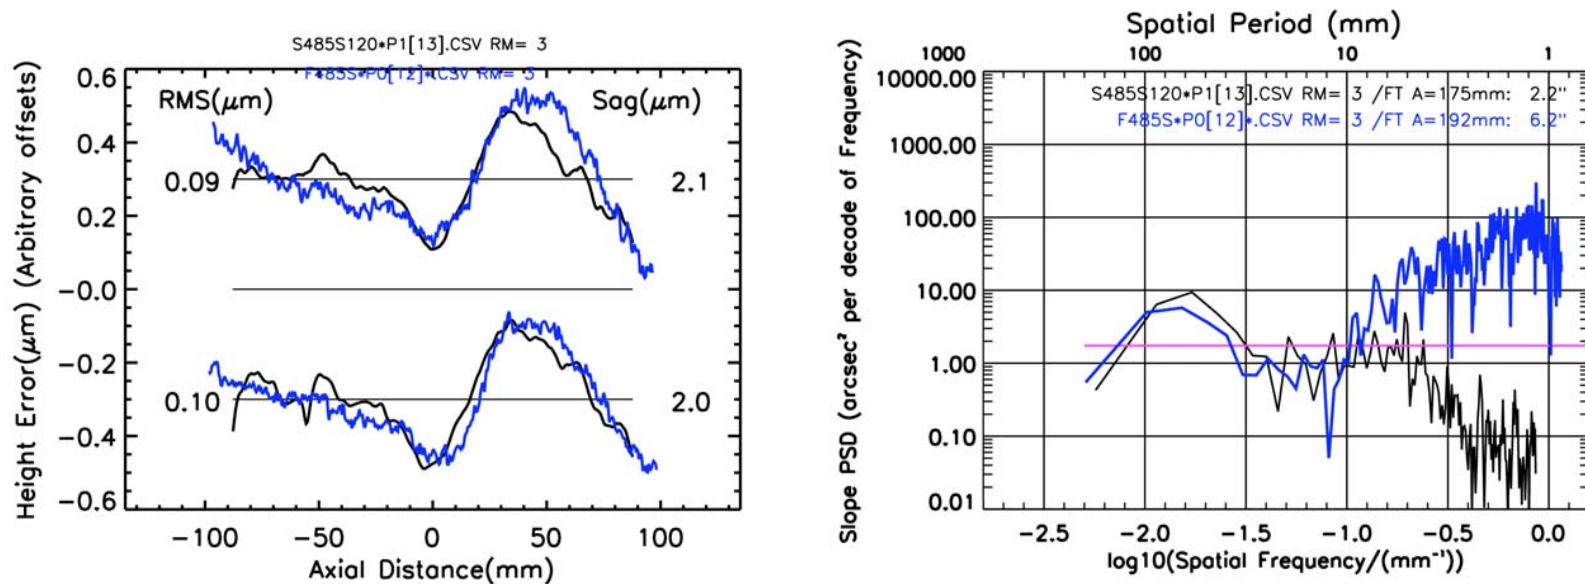 S485S120*P1[13].CSV RM= 3
F485S*P0[12]*.CSV RM= 3
RMS(μm)
Sag(μm)
0.09
2.1
0.10
2.0
Height Error(μm) (Arbitrary offsets)
0.6
0.4
0.2
-0.0
-0.2
-0.4
-0.6
-100 -50 0 50 100
Axial Distance(mm)
Spatial Period (mm)
1000 100 10 1
S485S120*P1[13].CSV RM= 3 /FT A=175mm: 2.2"
F485S*P0[12]*.CSV RM= 3 /FT A=192mm: 6.2"
Slope PSD (arcsec² per decade of Frequency)
10000.00
1000.00
100.00
10.00
1.00
0.10
0.01
-2.5 -2.0 -1.5 -1.0 -0.5 0.0
log10(Spatial Frequency/(mm⁻¹))